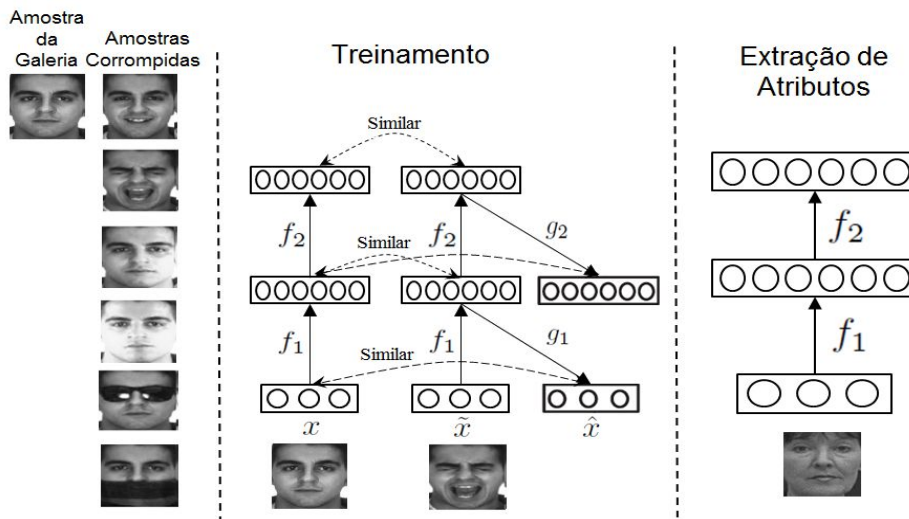 Amostra
da
Galeria
Amostras
Corrompidas
Treinamento
Extração de
Atributos
Similar
f₂
f₂
g₂
Similar
f₁
f₁
g₁
Similar
x
x̃
x̂
f₂
f₁